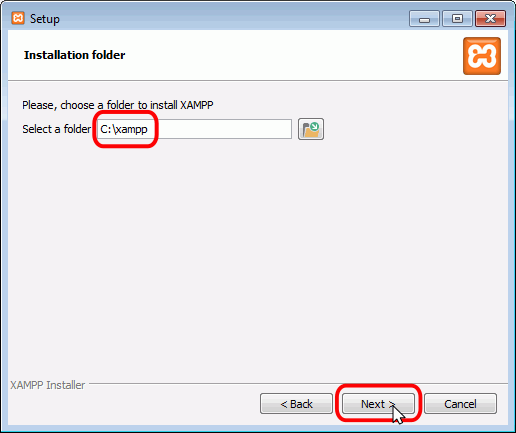 Setup
Installation folder
Please, choose a folder to install XAMPP
Select a folder C:\xampp
XAMPP Installer
< Back Next > Cancel